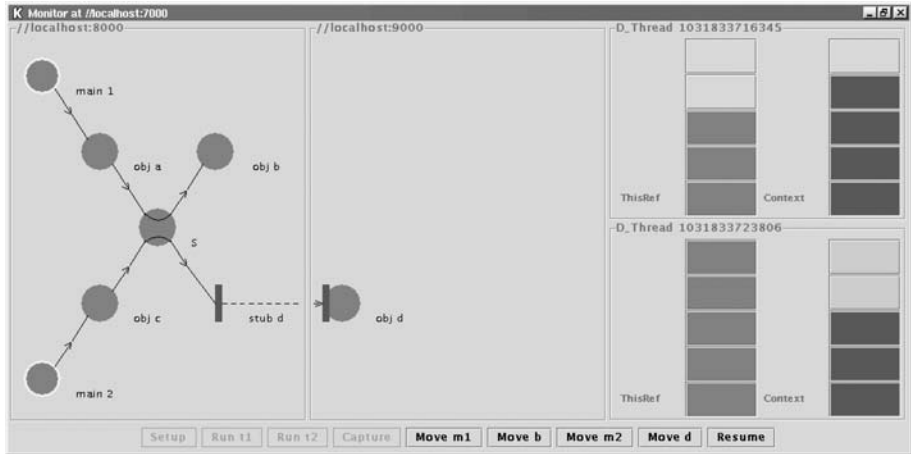 K Monitor at //localhost:7000
//localhost:8000
//localhost:9000
D_Thread 1031833716345
main 1
obj a
obj b
ThisRef
Context
D_Thread 1031833723806
S
obj c
stub d
obj d
main 2
ThisRef
Context
Setup Run t1 Run t2 Capture Move m1 Move b Move m2 Move d Resume